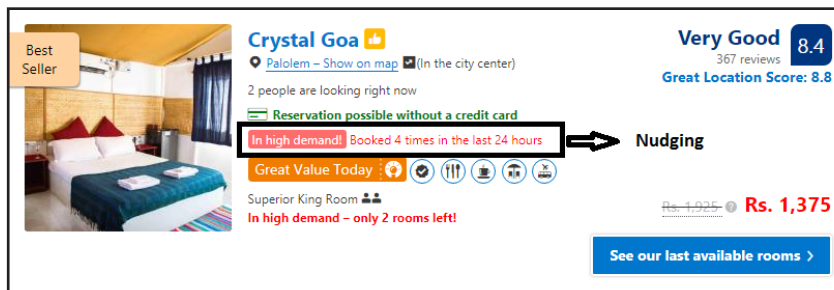 Best
Seller
Crystal Goa
Palolem – Show on map (In the city center)
2 people are looking right now
Reservation possible without a credit card
In high demand! Booked 4 times in the last 24 hours
Great Value Today
Superior King Room
In high demand – only 2 rooms left!
Very Good 8.4
367 reviews
Great Location Score: 8.8
Nudging
Rs. 1,925 ? Rs. 1,375
See our last available rooms >